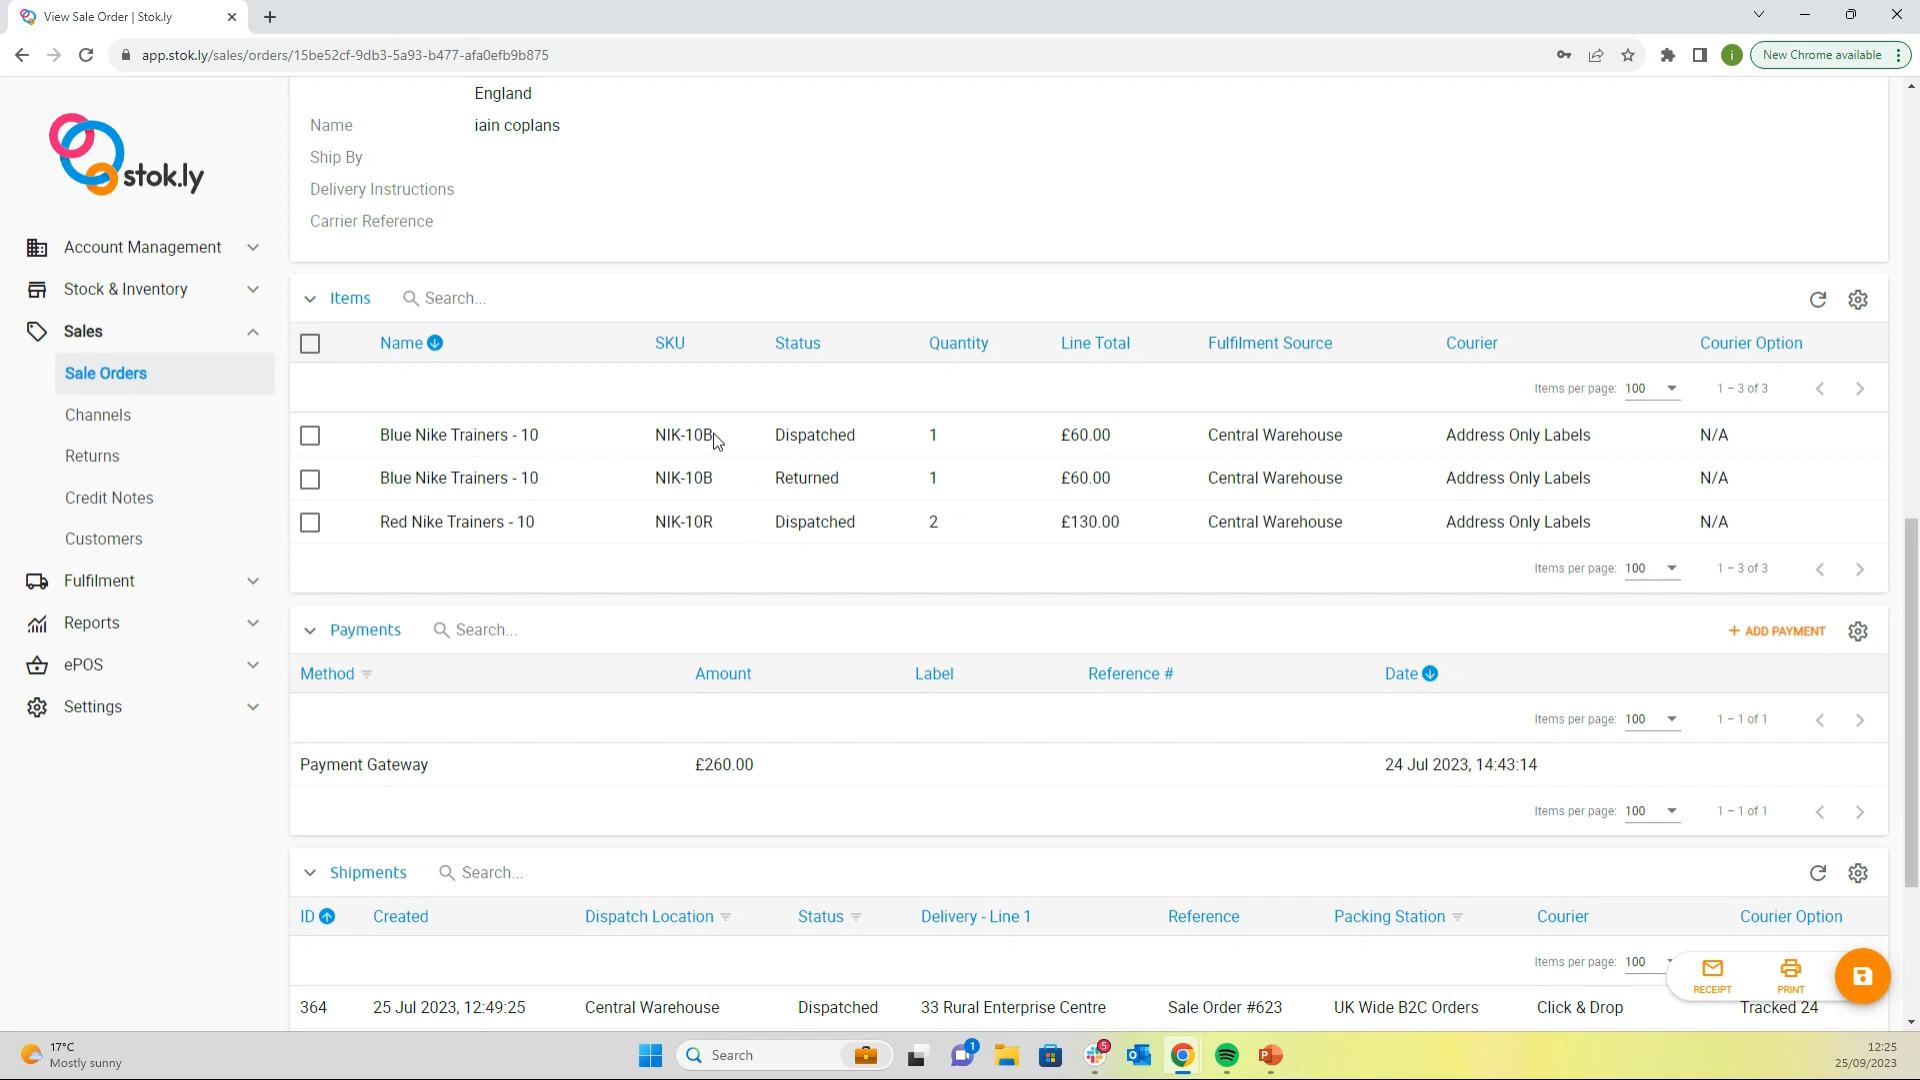 View Sale Order | Stok.ly
app.stok.ly/sales/orders/15be52cf-9db3-5a93-b477-afa0efb9b875
i
New Chrome available
stok.ly
Account Management
Stock & Inventory
Sales
Sale Orders
Channels
Returns
Credit Notes
Customers
Fulfilment
Reports
ePOS
Settings
England
Name iain coplans
Ship By
Delivery Instructions
Carrier Reference
Items Search...
Name SKU Status Quantity Line Total Fulfilment Source Courier Courier Option
Items per page: 100 1 – 3 of 3
Blue Nike Trainers - 10 NIK-10B Dispatched 1 £60.00 Central Warehouse Address Only Labels N/A
Blue Nike Trainers - 10 NIK-10B Returned 1 £60.00 Central Warehouse Address Only Labels N/A
Red Nike Trainers - 10 NIK-10R Dispatched 2 £130.00 Central Warehouse Address Only Labels N/A
Items per page: 100 1 – 3 of 3
Payments Search... + ADD PAYMENT
Method Amount Label Reference # Date
Items per page: 100 1 – 1 of 1
Payment Gateway £260.00 24 Jul 2023, 14:43:14
Items per page: 100 1 – 1 of 1
Shipments Search...
ID Created Dispatch Location Status Delivery - Line 1 Reference Packing Station Courier Courier Option
Items per page: 100
RECEIPT PRINT
364 25 Jul 2023, 12:49:25 Central Warehouse Dispatched 33 Rural Enterprise Centre Sale Order #623 UK Wide B2C Orders Click & Drop Tracked 24
17°C
Mostly sunny
Search
1
5
12:25
25/09/2023